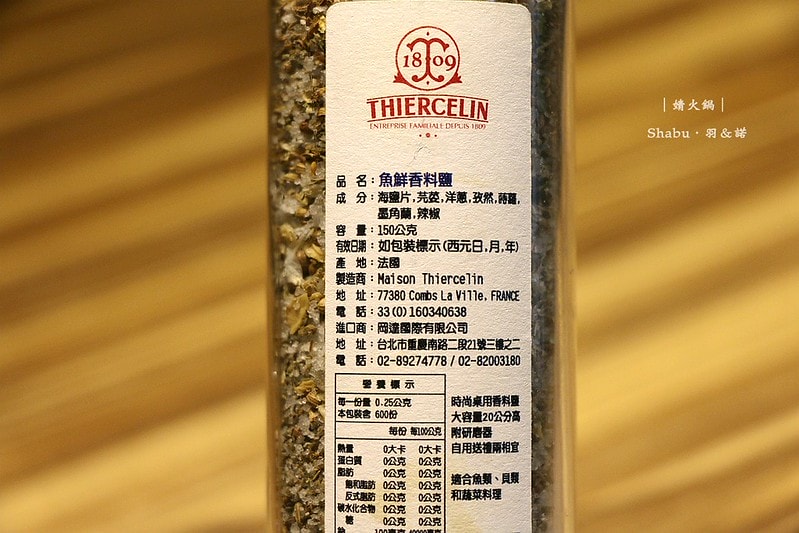 1809
THIERCELIN
ENTREPRISE FAMILIALE DEPUIS 1809
｜婧火鍋｜
Shabu・羽＆諾
品 名：魚鮮香料鹽
成 分：海鹽片,芫荽,洋蔥,孜然,蒔蘿,
墨角蘭,辣椒
容 量：150公克
有效日期：如包裝標示(西元日,月,年)
產 地：法國
製造商：Maison Thiercelin
地 址：77380 Combs La Ville, FRANCE
電 話：33(0)160340638
進口商：岡達國際有限公司
地 址：台北市重慶南路二段21號三樓之二
電 話：02-89274778 / 02-82003180
營養標示
每一份量 0.25公克
本包裝含 600份
每份 每100公克
熱量 0大卡 0大卡
蛋白質 0公克 0公克
脂肪 0公克 0公克
飽和脂肪 0公克 0公克
反式脂肪 0公克 0公克
碳水化合物 0公克 0公克
糖 0公克 0公克
時尚桌用香料鹽
大容量20公分高
附研磨器
自用送禮兩相宜
適合魚類、貝類
和蔬菜料理